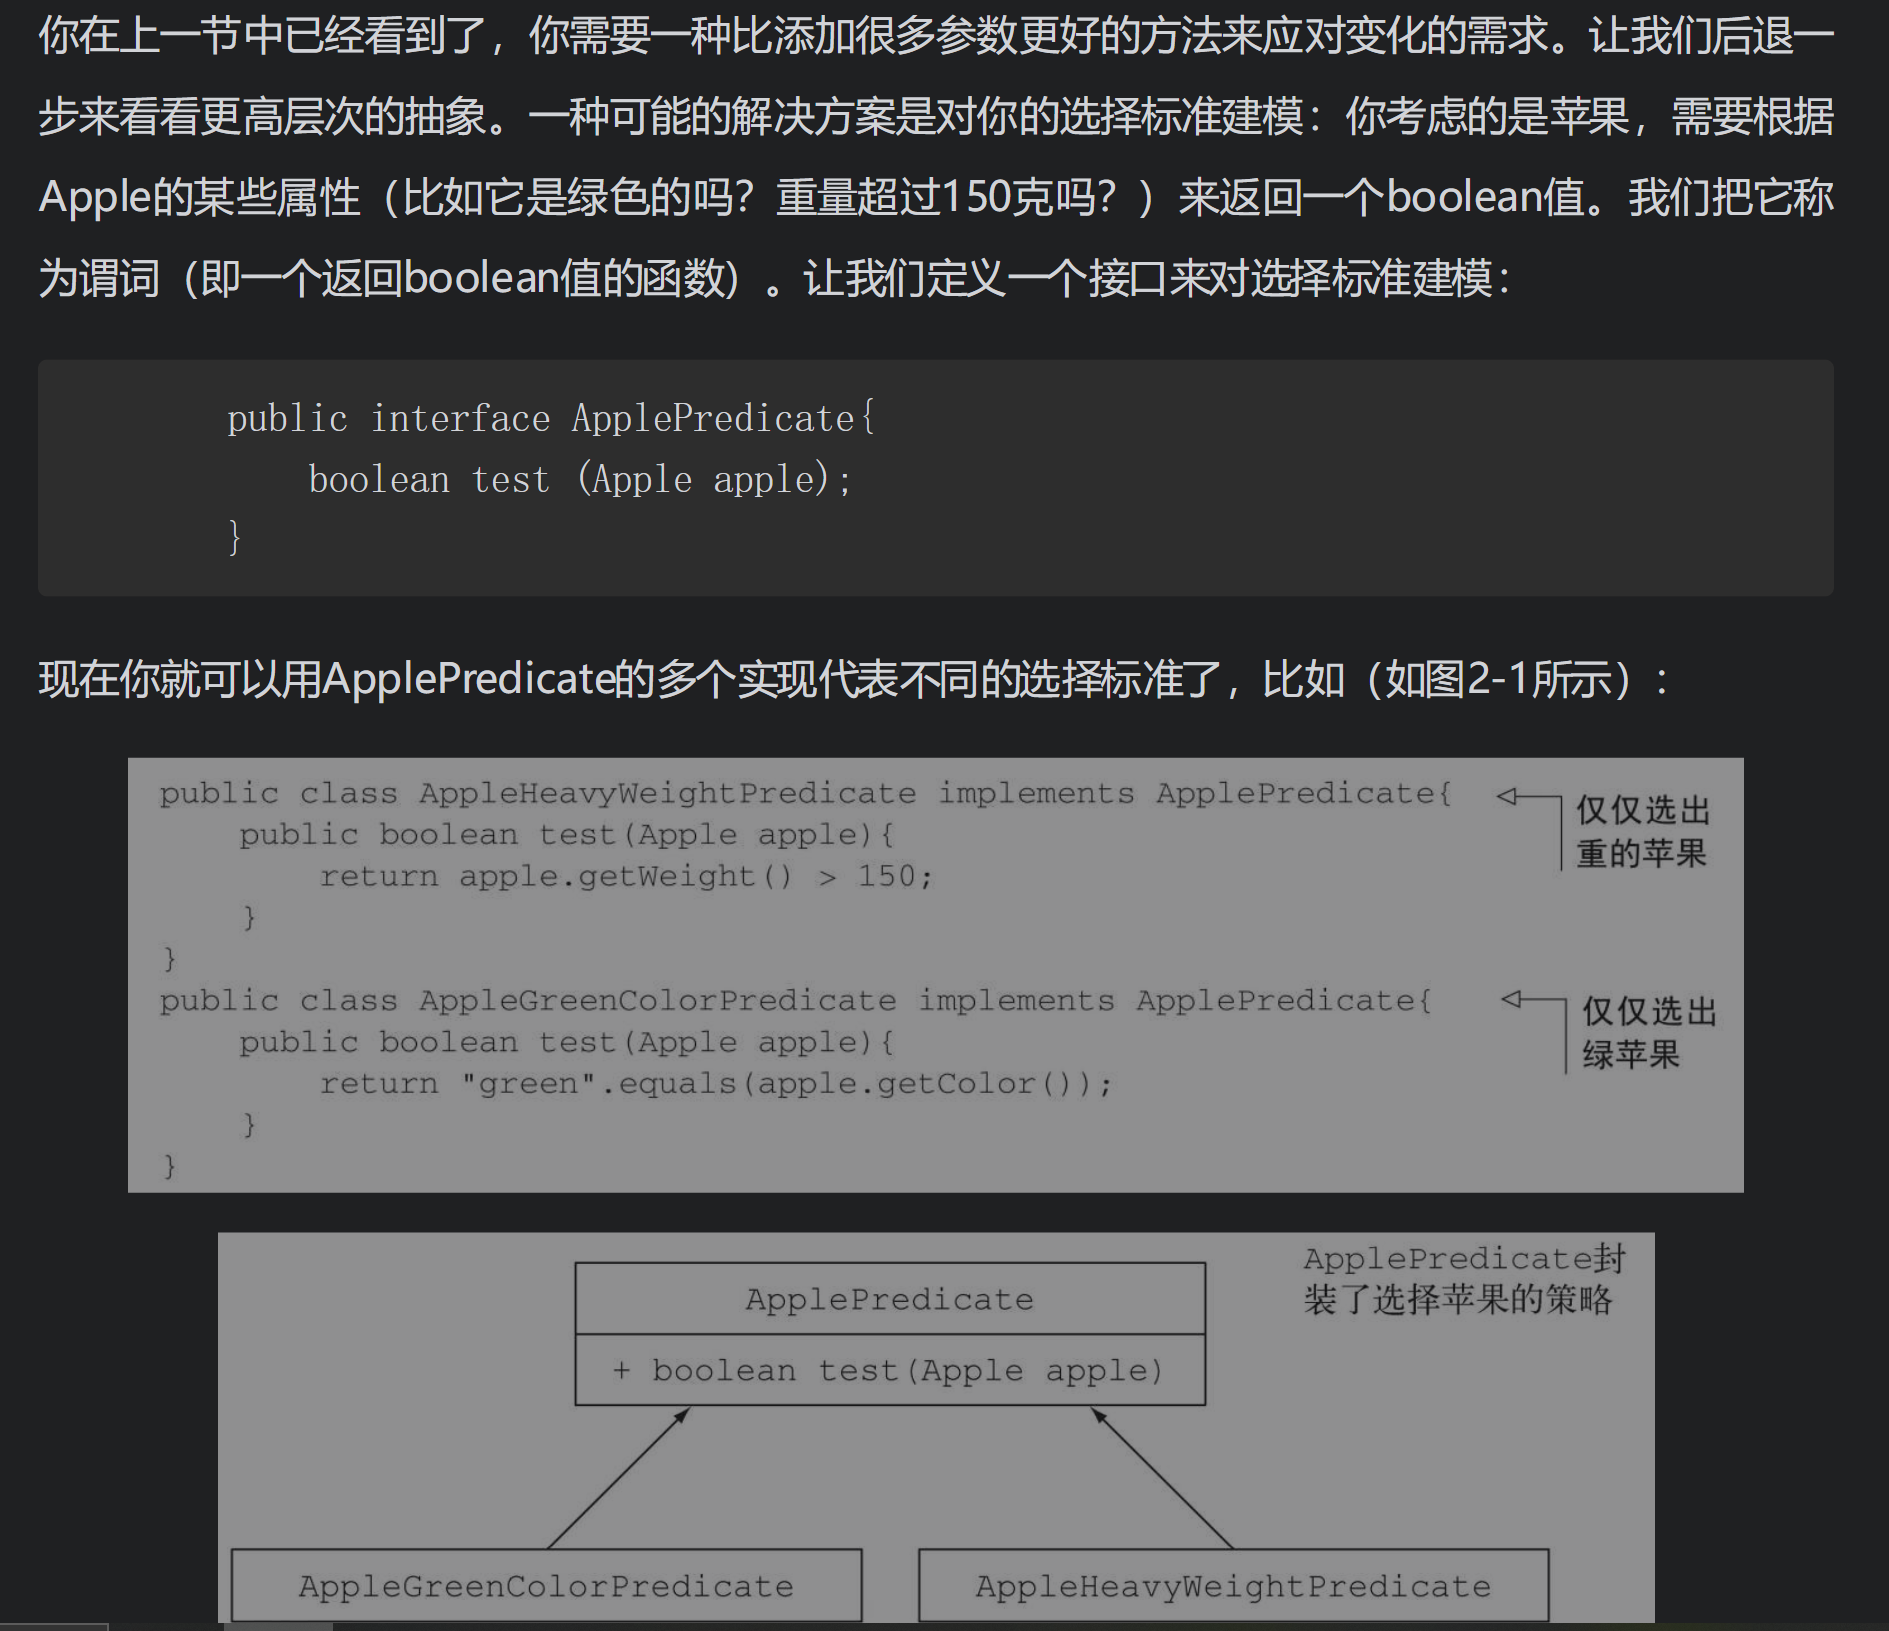 你在上一节中已经看到了，你需要一种比添加很多参数更好的方法来应对变化的需求。让我们后退一
步来看看更高层次的抽象。一种可能的解决方案是对你的选择标准建模：你考虑的是苹果，需要根据
Apple的某些属性（比如它是绿色的吗？重量超过150克吗？）来返回一个boolean值。我们把它称
为谓词（即一个返回boolean值的函数）。让我们定义一个接口来对选择标准建模：
public interface ApplePredicate{
    boolean test (Apple apple);
}
现在你就可以用ApplePredicate的多个实现代表不同的选择标准了，比如（如图2-1所示）：
public class AppleHeavyWeightPredicate implements ApplePredicate{
    public boolean test(Apple apple){
        return apple.getWeight() > 150;
    }
}
仅仅选出
重的苹果
public class AppleGreenColorPredicate implements ApplePredicate{
    public boolean test(Apple apple){
        return "green".equals(apple.getColor());
    }
}
仅仅选出
绿苹果
ApplePredicate封
装了选择苹果的策略
ApplePredicate
+ boolean test(Apple apple)
AppleGreenColorPredicate
AppleHeavyWeightPredicate